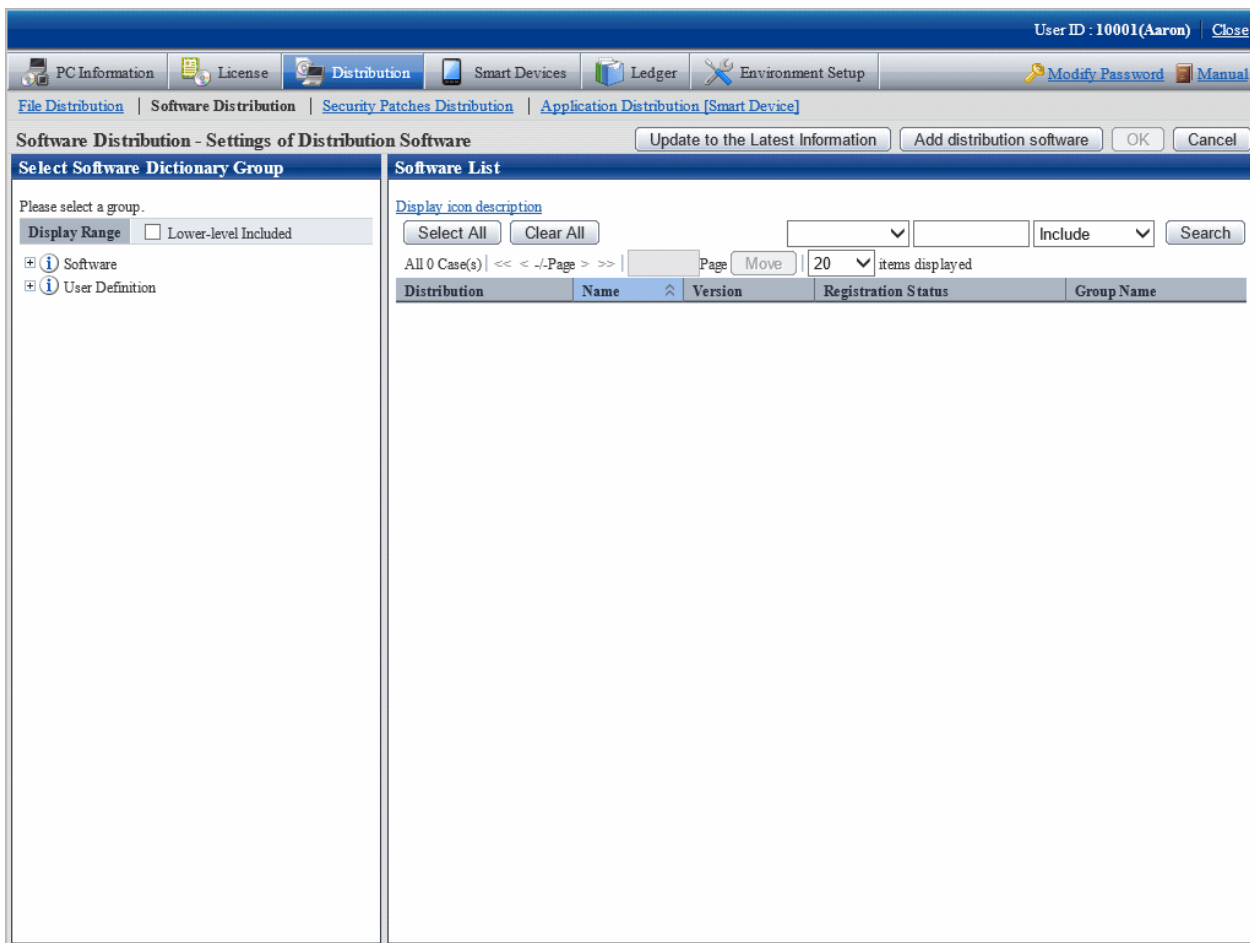 User ID : 10001(Aaron) Close
PC Information License Distribution Smart Devices Ledger Environment Setup Modify Password Manual
File Distribution | Software Distribution | Security Patches Distribution | Application Distribution [Smart Device]
Software Distribution - Settings of Distribution Software Update to the Latest Information Add distribution software OK Cancel
Select Software Dictionary Group
Please select a group.
Display Range Lower-level Included
Software
User Definition
Software List
Display icon description
Select All Clear All Include Search
All 0 Case(s) | << < -/-Page > >> | Page Move | 20 items displayed
Distribution Name Version Registration Status Group Name